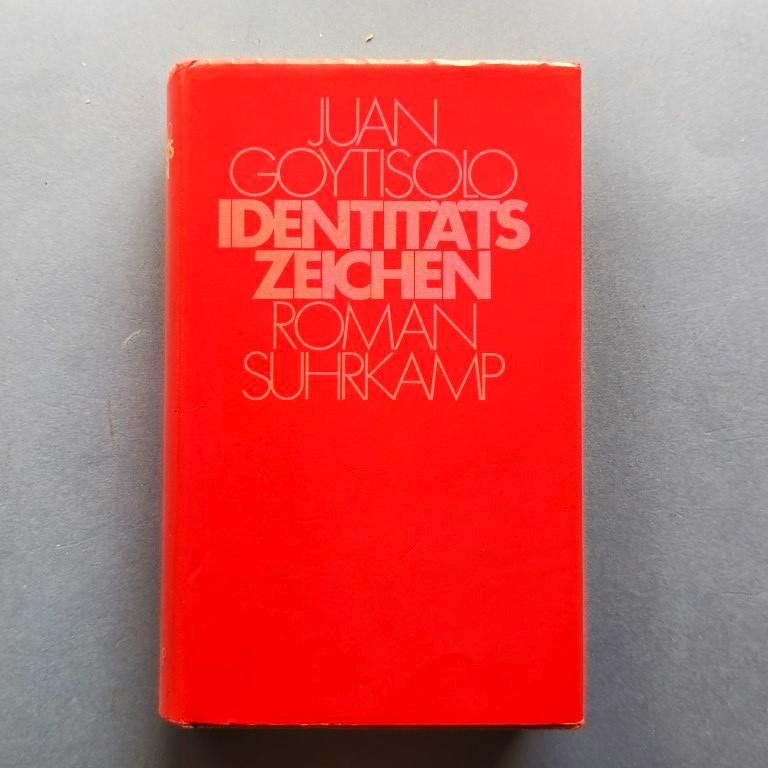 JUAN
GOYTISOLO
IDENTITÄTS
ZEICHEN
ROMAN
SUHRKAMP